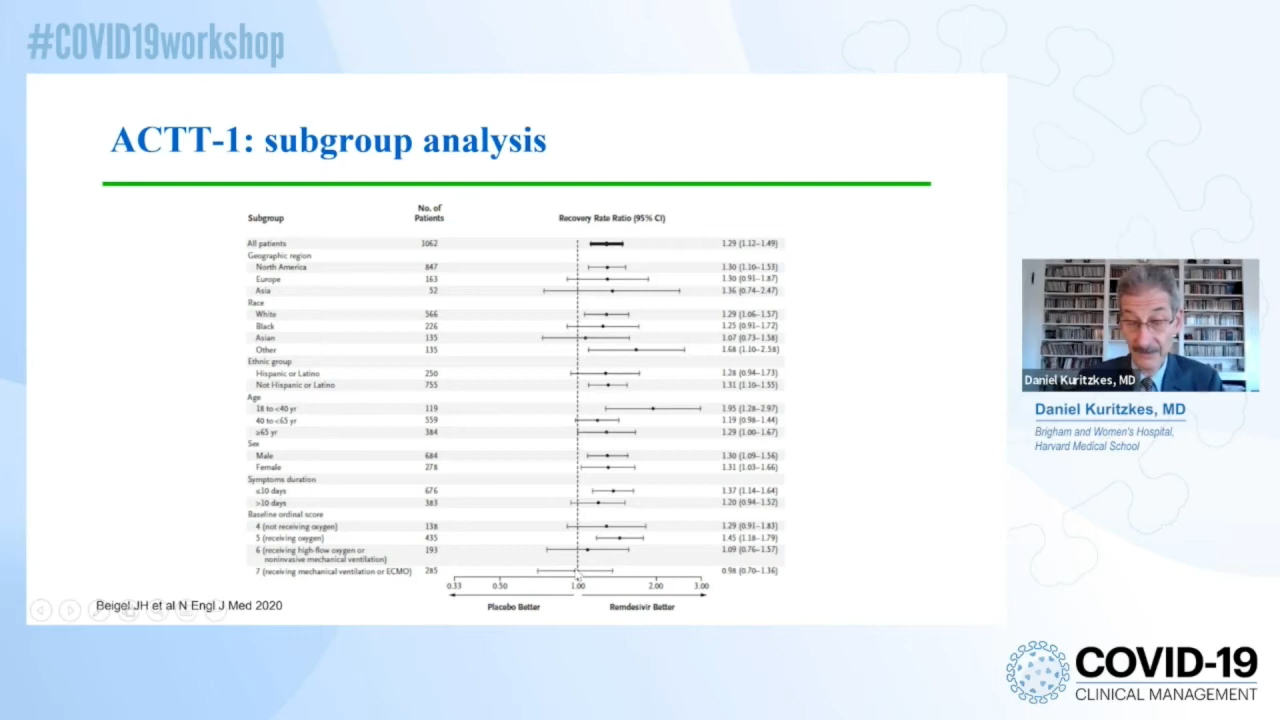 #COVID19workshop
ACTT-1: subgroup analysis
Subgroup No. of Patients Recovery Rate Ratio (95% CI)
All patients 1062 1.29 (1.12–1.49)
Geographic region
North America 847 1.30 (1.10–1.53)
Europe 163 1.30 (0.91–1.87)
Asia 52 1.36 (0.74–2.47)
Race
White 566 1.29 (1.06–1.57)
Black 226 1.25 (0.91–1.72)
Asian 135 1.07 (0.73–1.58)
Other 135 1.68 (1.10–2.58)
Ethnic group
Hispanic or Latino 250 1.28 (0.94–1.73)
Not Hispanic or Latino 755 1.31 (1.10–1.55)
Age
18 to <40 yr 119 1.95 (1.28–2.97)
40 to <65 yr 559 1.19 (0.98–1.44)
≥65 yr 384 1.29 (1.00–1.67)
Sex
Male 684 1.30 (1.09–1.56)
Female 278 1.31 (1.03–1.66)
Symptoms duration
≤10 days 676 1.37 (1.14–1.64)
>10 days 383 1.20 (0.94–1.52)
Baseline ordinal score
4 (not receiving oxygen) 138 1.29 (0.91–1.83)
5 (receiving oxygen) 435 1.45 (1.18–1.79)
6 (receiving high-flow oxygen or 193 1.09 (0.76–1.57)
noninvasive mechanical ventilation)
7 (receiving mechanical ventilation or ECMO) 285 0.98 (0.70–1.36)
0.33 0.50 1.00 2.00 3.00
Placebo Better Remdesivir Better
Beigel JH et al N Engl J Med 2020
Daniel Kuritzkes, MD
Daniel Kuritzkes, MD
Brigham and Women's Hospital,
Harvard Medical School
COVID-19
CLINICAL MANAGEMENT